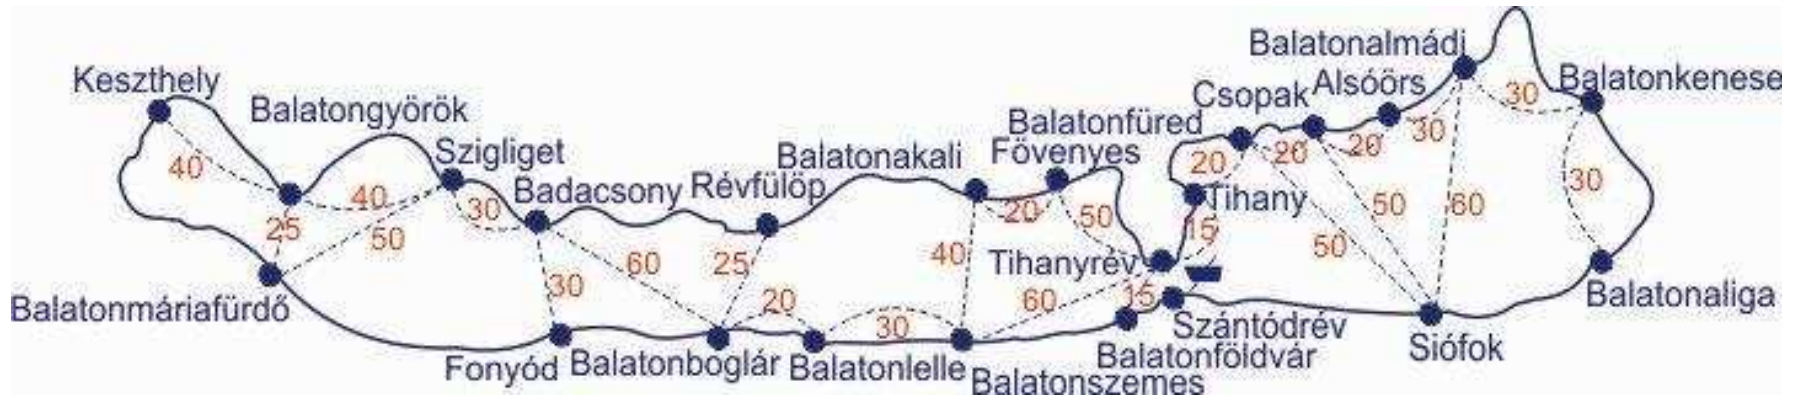 Balatonalmádi
Keszthely
Balatonkenese
Alsóörs
Csopak
30
Balatongyörök
Balatonfüred
30
20
20
20
Szigliget
Balatonakali
Fövenyes
40
Badacsony
Révfülöp
30
40
Tihany
30
20
50
50
60
25
50
15
50
40
Tihanyrév
60
25
30
20
60
15
Balatonaliga
Balatonmáriafürdő
30
Szántódrév
Siófok
Balatonföldvár
Fonyód
Balatonboglár
Balatonlelle
Balatonszemes